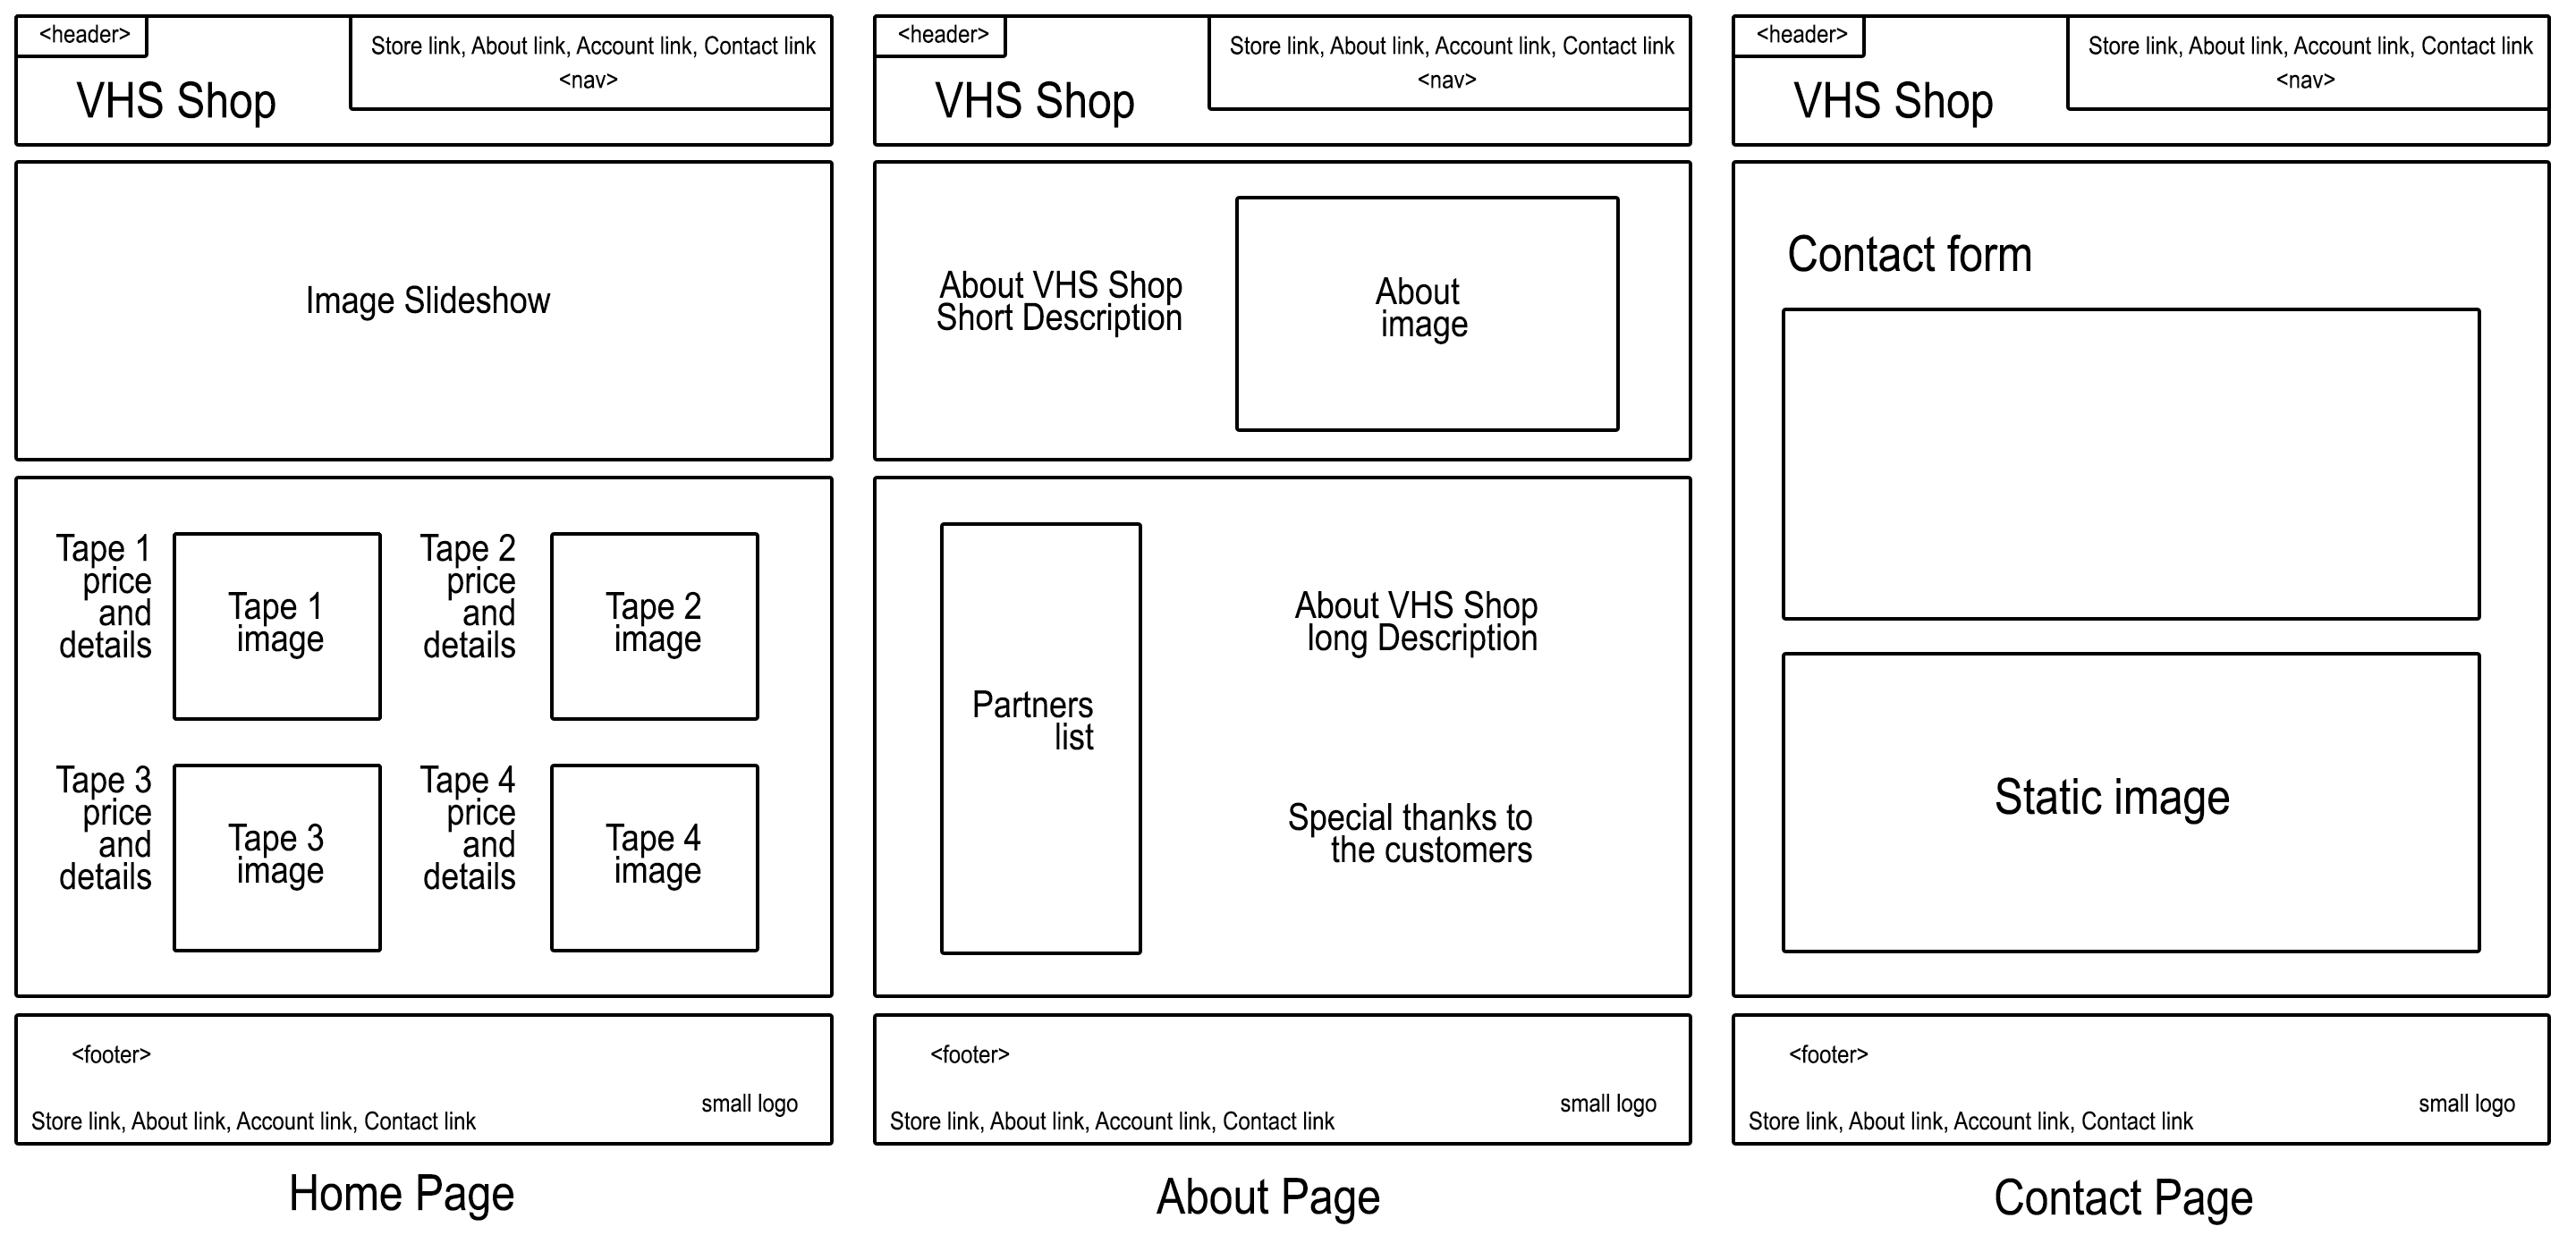 <header>
Store link, About link, Account link, Contact link
<nav>
VHS Shop
Image Slideshow
Tape 1
price
and
details
Tape 1
image
Tape 2
price
and
details
Tape 2
image
Tape 3
price
and
details
Tape 3
image
Tape 4
price
and
details
Tape 4
image
<footer>
small logo
Store link, About link, Account link, Contact link
Home Page
<header>
Store link, About link, Account link, Contact link
<nav>
VHS Shop
About VHS Shop
Short Description
About
image
Partners
list
About VHS Shop
long Description
Special thanks to
the customers
<footer>
small logo
Store link, About link, Account link, Contact link
About Page
<header>
Store link, About link, Account link, Contact link
<nav>
VHS Shop
Contact form
Static image
<footer>
small logo
Store link, About link, Account link, Contact link
Contact Page